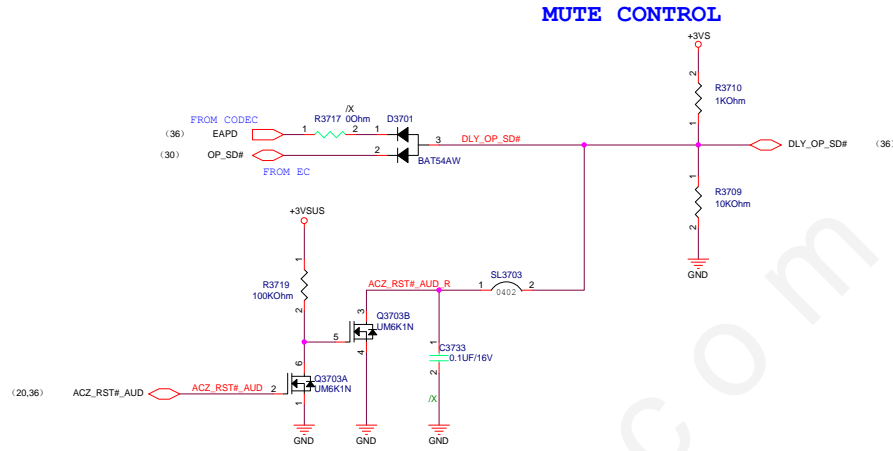 MUTE CONTROL
+3VS
R3710
1KOhm
2
1
/X
FROM CODEC
R3717
0Ohm
D3701
(36)
EAPD
1
2
1
3
DLY_OP_SD#
DLY_OP_SD#
(36)
(30)
OP_SD#
2
BAT54AW
FROM EC
1
R3709
10KOhm
2
GND
+3VSUS
1
R3719
100KOhm
2
ACZ_RST#_AUD_R
SL3703
1
2
0402
3
Q3703B
UM6K1N
5
4
1
C3733
0.1UF/16V
2
/X
6
Q3703A
UM6K1N
(20,36)
ACZ_RST#_AUD
ACZ_RST#_AUD
2
1
GND
GND
GND
com